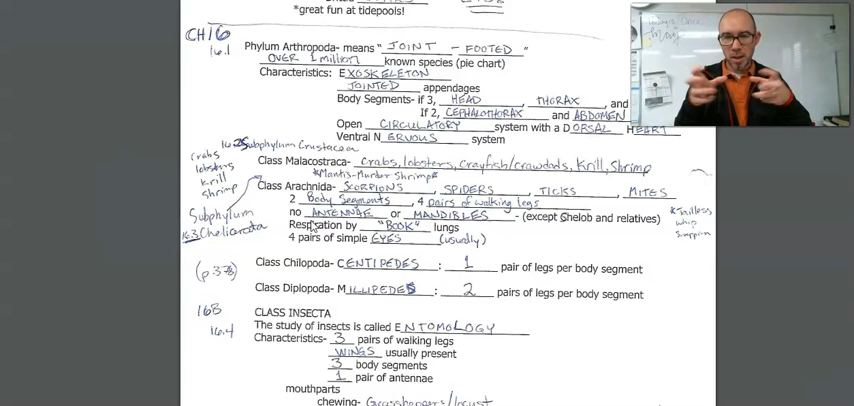 *great fun at tidepools!
CH 16
16.1
Phylum Arthropoda- means "JOINT - FOOTED"
OVER 1 million known species (pie chart)
Characteristics: EXOSKELETON
JOINTED appendages
Body Segments- if 3, HEAD, THORAX, and
If 2, CEPHALOTHORAX and ABDOMEN
Open CIRCULATORY system with a DORSAL HEART
Ventral NERVOUS system
Subphylum Crustacea
crabs
lobsters
krill
shrimp
Class Malacostraca- Crabs, lobsters, Crayfish/crawdads, Krill, Shrimp
*Mantis-Murder Shrimp*
Class Arachnida- SCORPIONS, SPIDERS, TICKS, MITES
2 Body Segments, 4 pairs of walking legs
no ANTENNAE or MANDIBLES - (except Shelob and relatives)
*Tailless
whip
Subphylum
16.3 Chelicerata
Respiration by "BOOK" lungs
4 pairs of simple EYES (usually)
Class Chilopoda- CENTIPEDES: 1 pair of legs per body segment
Class Diplopoda- MILLIPEDES: 2 pairs of legs per body segment
16B
CLASS INSECTA
16.4
The study of insects is called ENTOMOLOGY
Characteristics- 3 pairs of walking legs
WINGS usually present
3 body segments
1 pair of antennae
mouthparts
chewing- Grasshoppers/locust